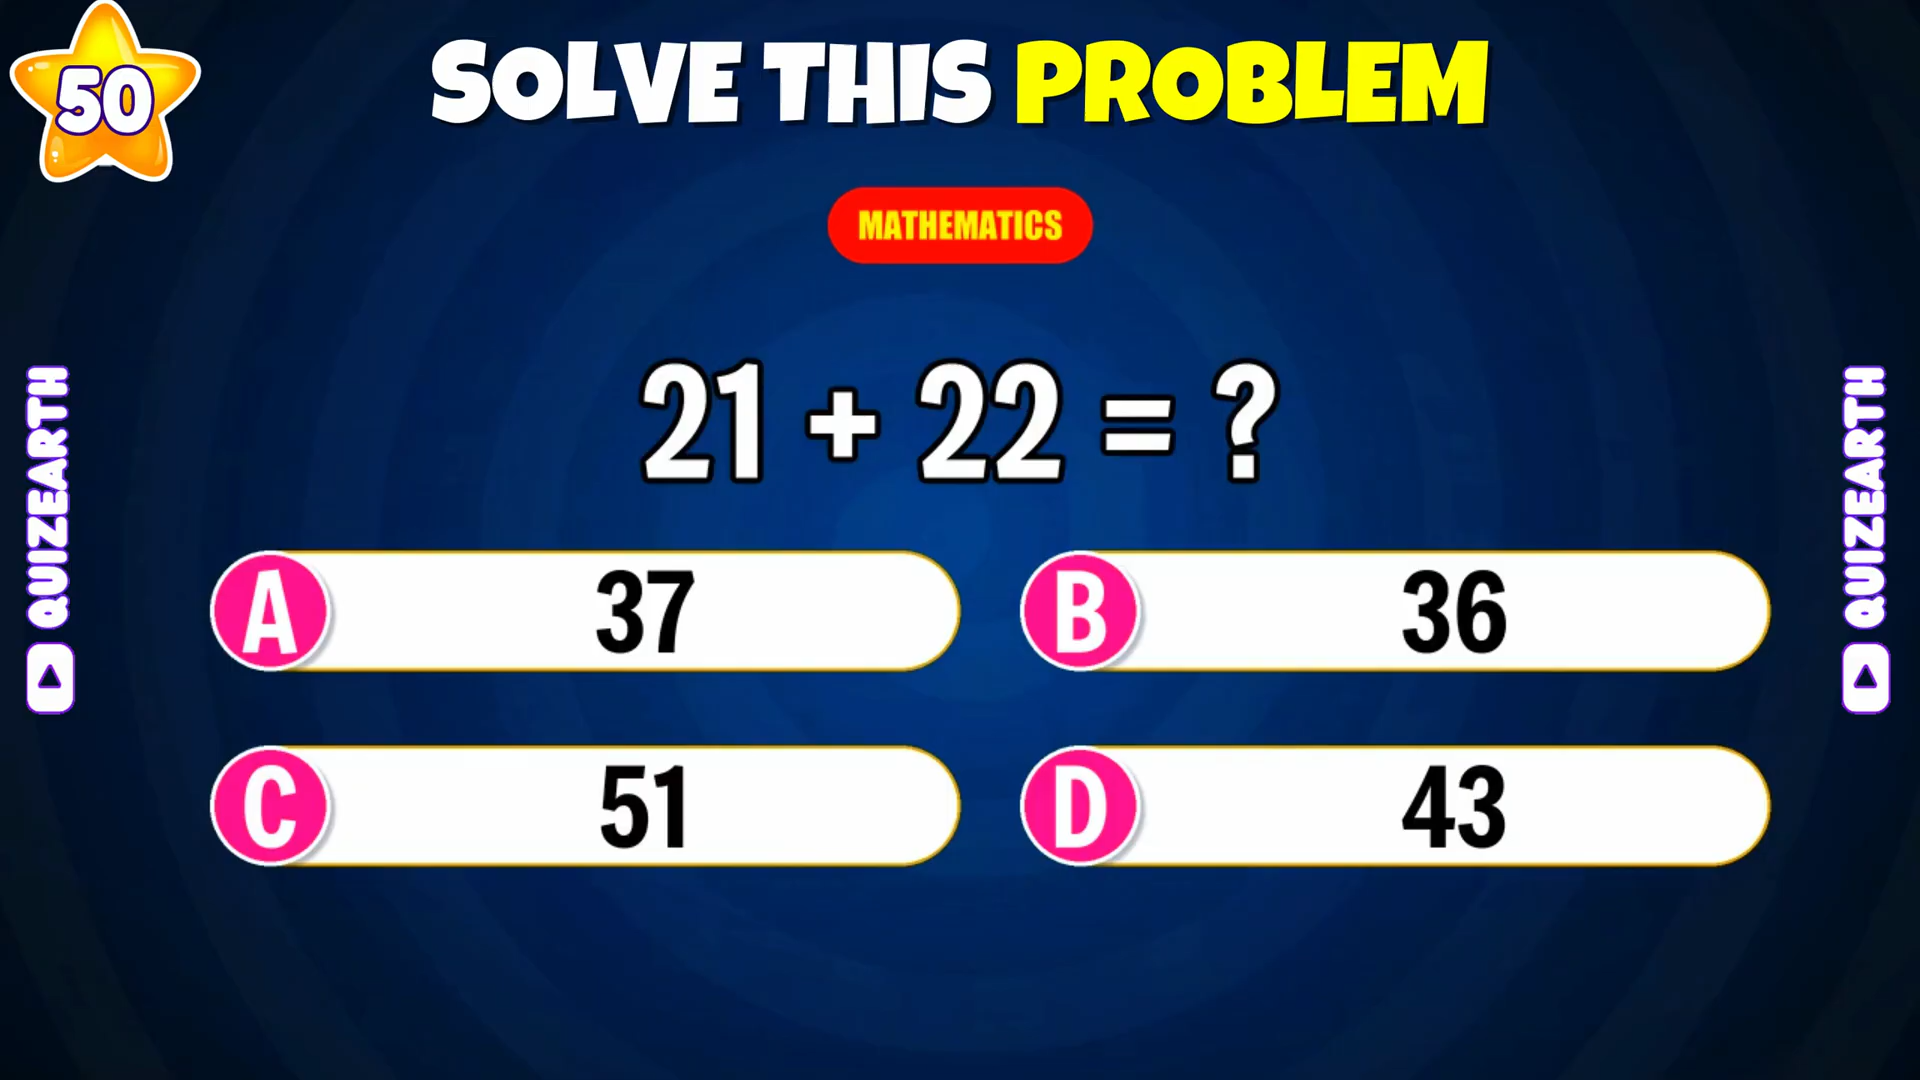 50
SOLVE THIS PROBLEM
MATHEMATICS
21 + 22 = ?
A 37
B 36
C 51
D 43
QUIZEARTH
QUIZEARTH